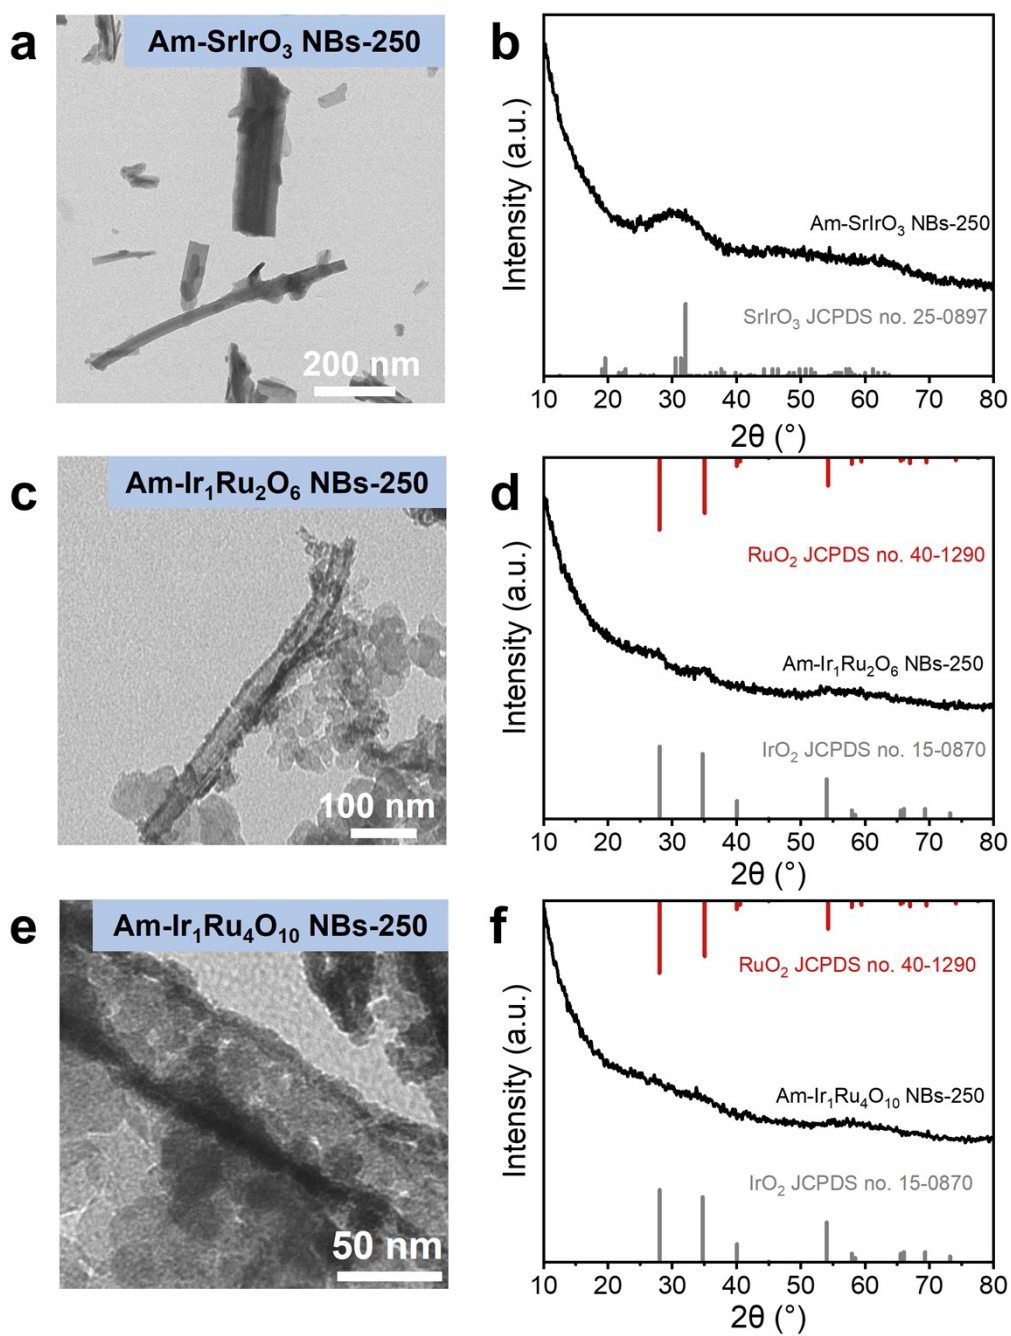 a
Am-SrIrO₃ NBs-250
200 nm
b
Intensity (a.u.)
Am-SrIrO₃ NBs-250
SrIrO₃ JCPDS no. 25-0897
10 20 30 40 50 60 70 80
2θ (°)
c
Am-Ir₁Ru₂O₆ NBs-250
100 nm
d
Intensity (a.u.)
RuO₂ JCPDS no. 40-1290
Am-Ir₁Ru₂O₆ NBs-250
IrO₂ JCPDS no. 15-0870
10 20 30 40 50 60 70 80
2θ (°)
e
Am-Ir₁Ru₄O₁₀ NBs-250
50 nm
f
Intensity (a.u.)
RuO₂ JCPDS no. 40-1290
Am-Ir₁Ru₄O₁₀ NBs-250
IrO₂ JCPDS no. 15-0870
10 20 30 40 50 60 70 80
2θ (°)